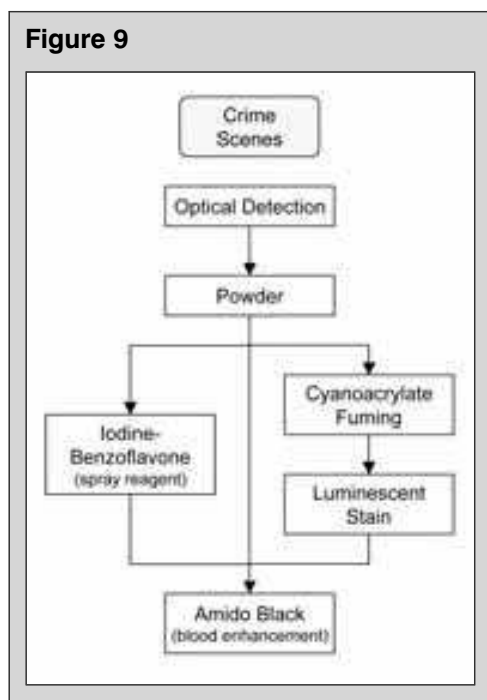 Figure 9
Crime
Scenes
Optical Detection
Powder
Cyanoacrylate
Fuming
Iodine-
Benzoflavone
(spray reagent)
Luminescent
Stain
Amido Black
(blood enhancement)